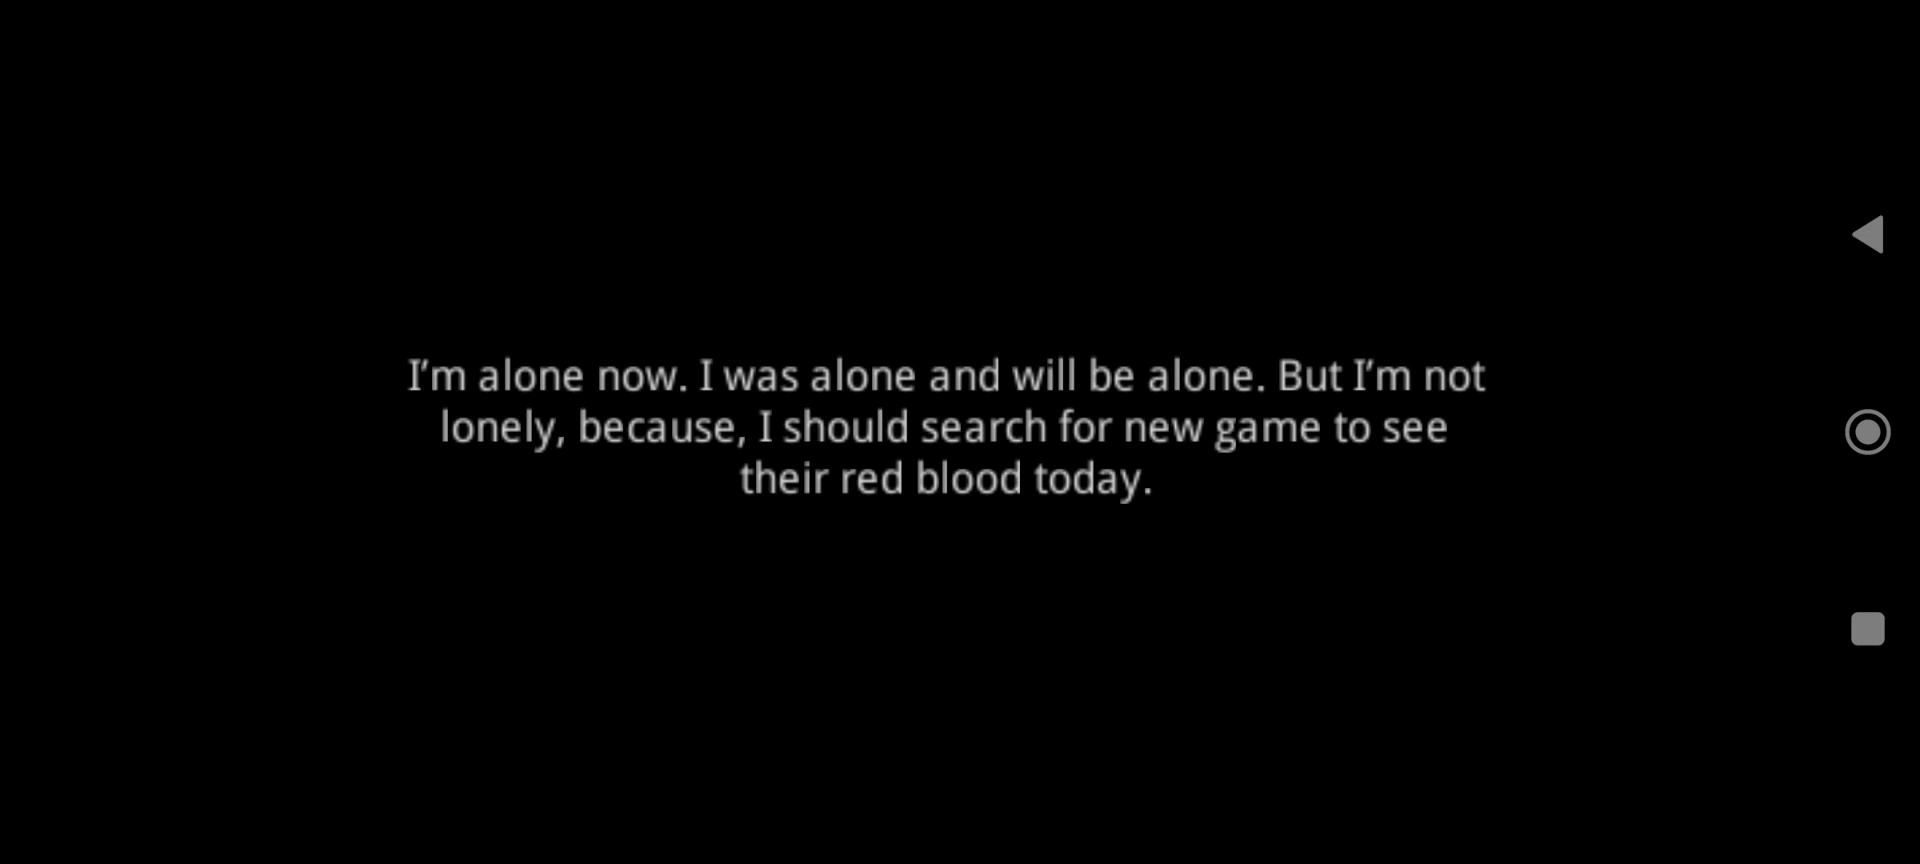 I’m alone now. I was alone and will be alone. But I’m not
lonely, because, I should search for new game to see
their red blood today.